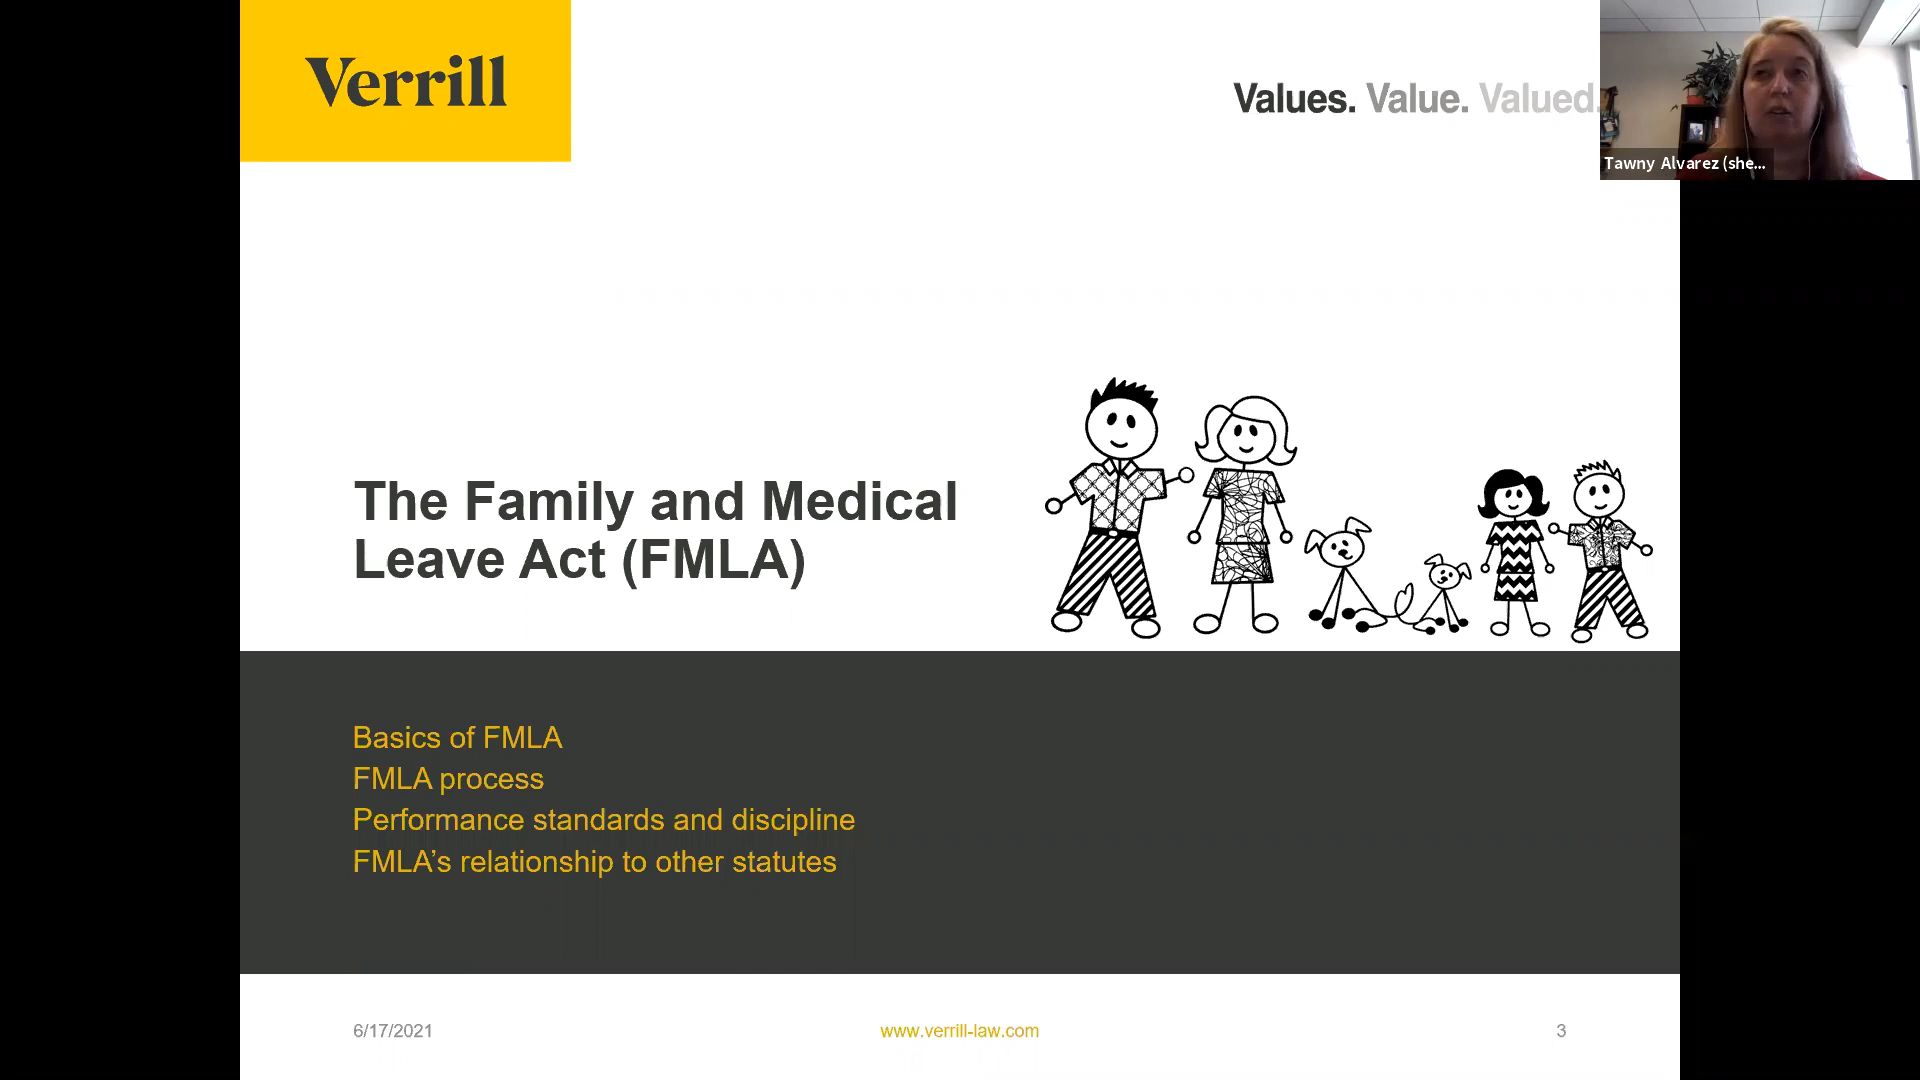 Verrill
Values. Value. Valued.
Tawny Alvarez (she...
The Family and Medical
Leave Act (FMLA)
Basics of FMLA
FMLA process
Performance standards and discipline
FMLA’s relationship to other statutes
6/17/2021
www.verrill-law.com
3